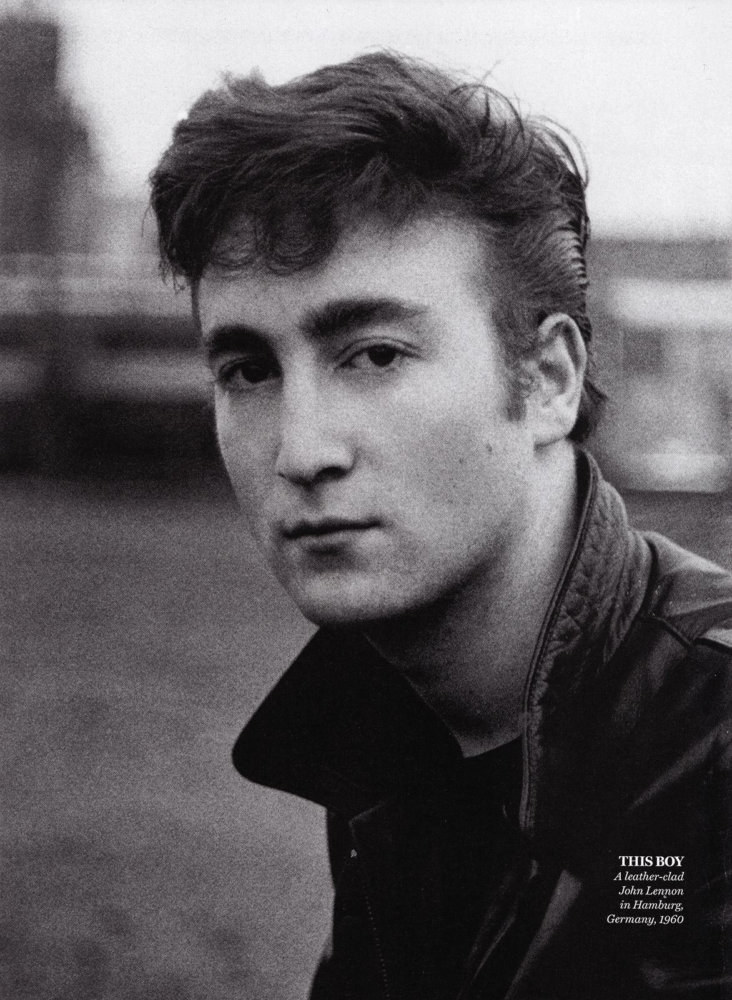 THIS BOY
A leather-clad
John Lennon
in Hamburg,
Germany, 1960